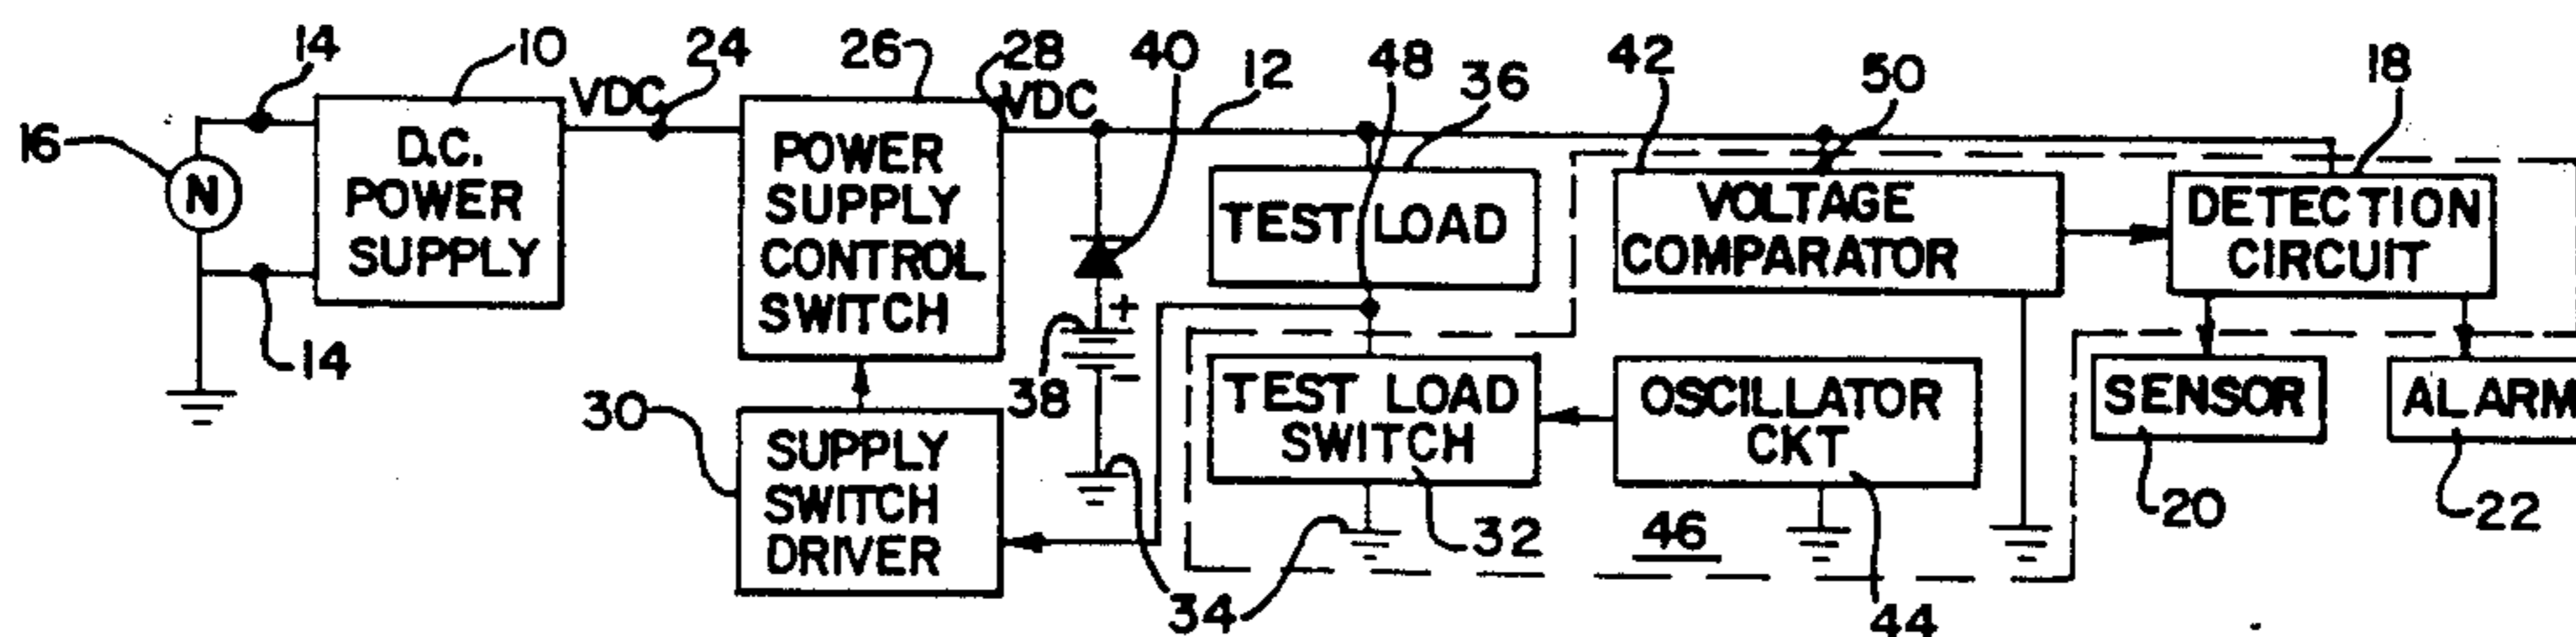 14
10
VDC
24
26
28
VDC
40
12
48
36
42
50
18
16
N
D.C.
POWER
SUPPLY
POWER
SUPPLY
CONTROL
SWITCH
TEST LOAD
VOLTAGE
COMPARATOR
DETECTION
CIRCUIT
14
+
−
38
30
SUPPLY
SWITCH
DRIVER
TEST LOAD
SWITCH
OSCILLATOR
CKT
SENSOR
ALARM
34
32
46
44
20
22